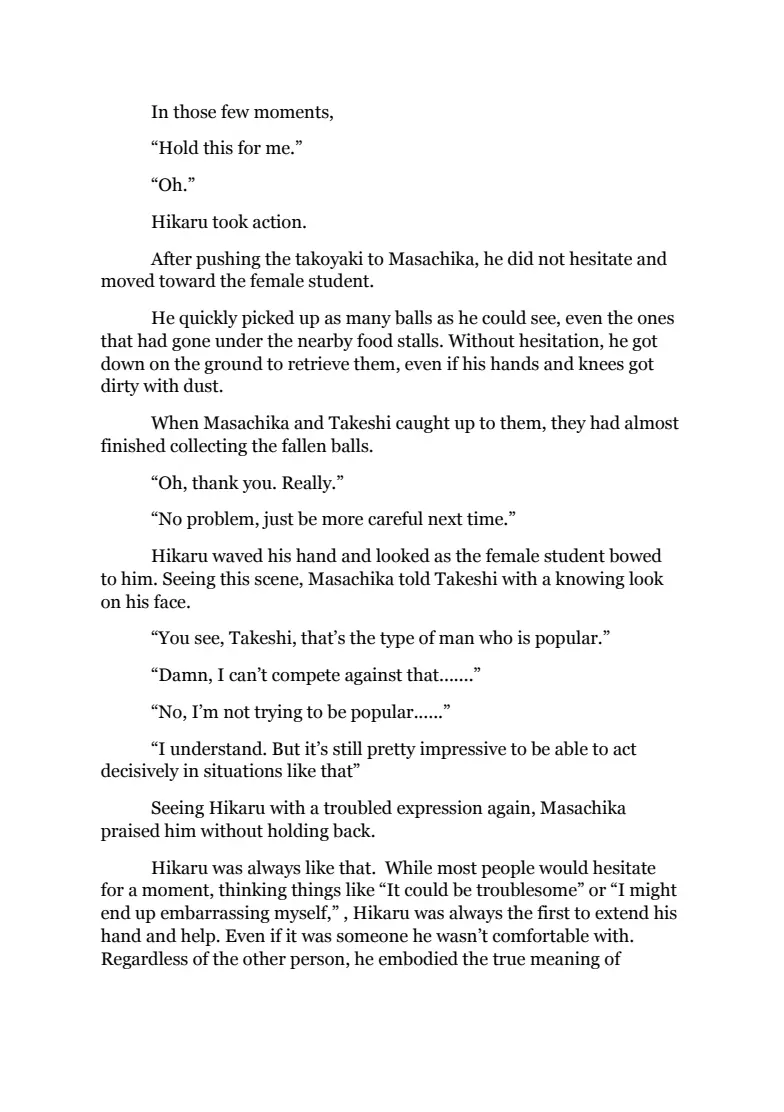 In those few moments,
“Hold this for me.”
“Oh.”
Hikaru took action.
After pushing the takoyaki to Masachika, he did not hesitate and
moved toward the female student.
He quickly picked up as many balls as he could see, even the ones
that had gone under the nearby food stalls. Without hesitation, he got
down on the ground to retrieve them, even if his hands and knees got
dirty with dust.
When Masachika and Takeshi caught up to them, they had almost
finished collecting the fallen balls.
“Oh, thank you. Really.”
“No problem, just be more careful next time.”
Hikaru waved his hand and looked as the female student bowed
to him. Seeing this scene, Masachika told Takeshi with a knowing look
on his face.
“You see, Takeshi, that’s the type of man who is popular.”
“Damn, I can’t compete against that.......”
“No, I’m not trying to be popular......”
“I understand. But it’s still pretty impressive to be able to act
decisively in situations like that”
Seeing Hikaru with a troubled expression again, Masachika
praised him without holding back.
Hikaru was always like that.  While most people would hesitate
for a moment, thinking things like “It could be troublesome” or “I might
end up embarrassing myself,” , Hikaru was always the first to extend his
hand and help. Even if it was someone he wasn’t comfortable with.
Regardless of the other person, he embodied the true meaning of